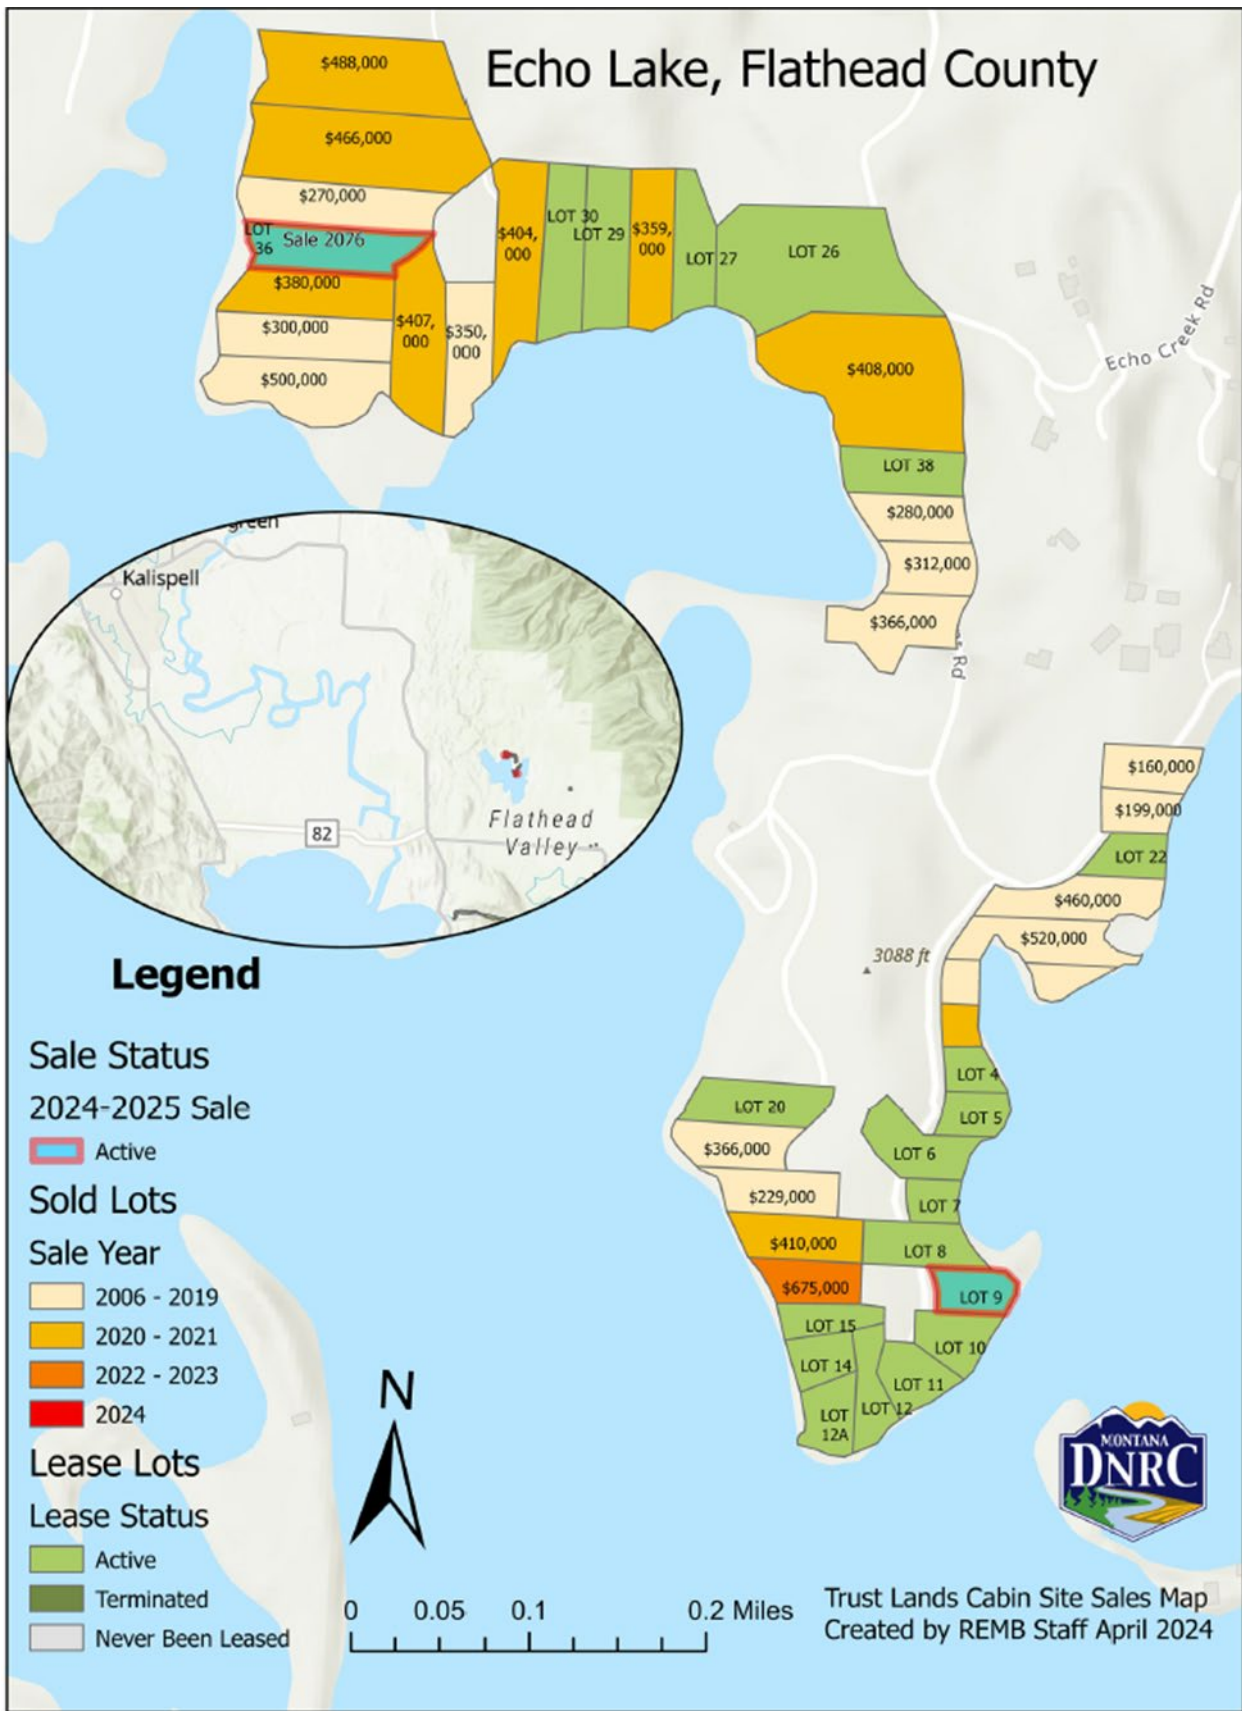 Echo Lake, Flathead County
$488,000
$466,000
$270,000
LOT
36
Sale 2076
$380,000
$300,000
$500,000
$407,
000
$350,
000
$404,
000
LOT 30
LOT 29
$359,
000
LOT 27
LOT 26
$408,000
LOT 38
$280,000
$312,000
$366,000
Echo Creek Rd
Rd
Kalispell
82
Flathead
Valley
$160,000
$199,000
LOT 22
$460,000
$520,000
3088 ft
LOT 4
LOT 5
LOT 6
LOT 7
LOT 20
$366,000
$229,000
$410,000
LOT 8
$675,000
LOT 9
LOT 15
LOT 10
LOT 14
LOT 11
LOT 12
LOT
12A
Legend
Sale Status
2024-2025 Sale
Active
Sold Lots
Sale Year
2006 - 2019
2020 - 2021
2022 - 2023
2024
Lease Lots
Lease Status
Active
Terminated
Never Been Leased
N
0 0.05 0.1 0.2 Miles
MONTANA
DNRC
Trust Lands Cabin Site Sales Map
Created by REMB Staff April 2024